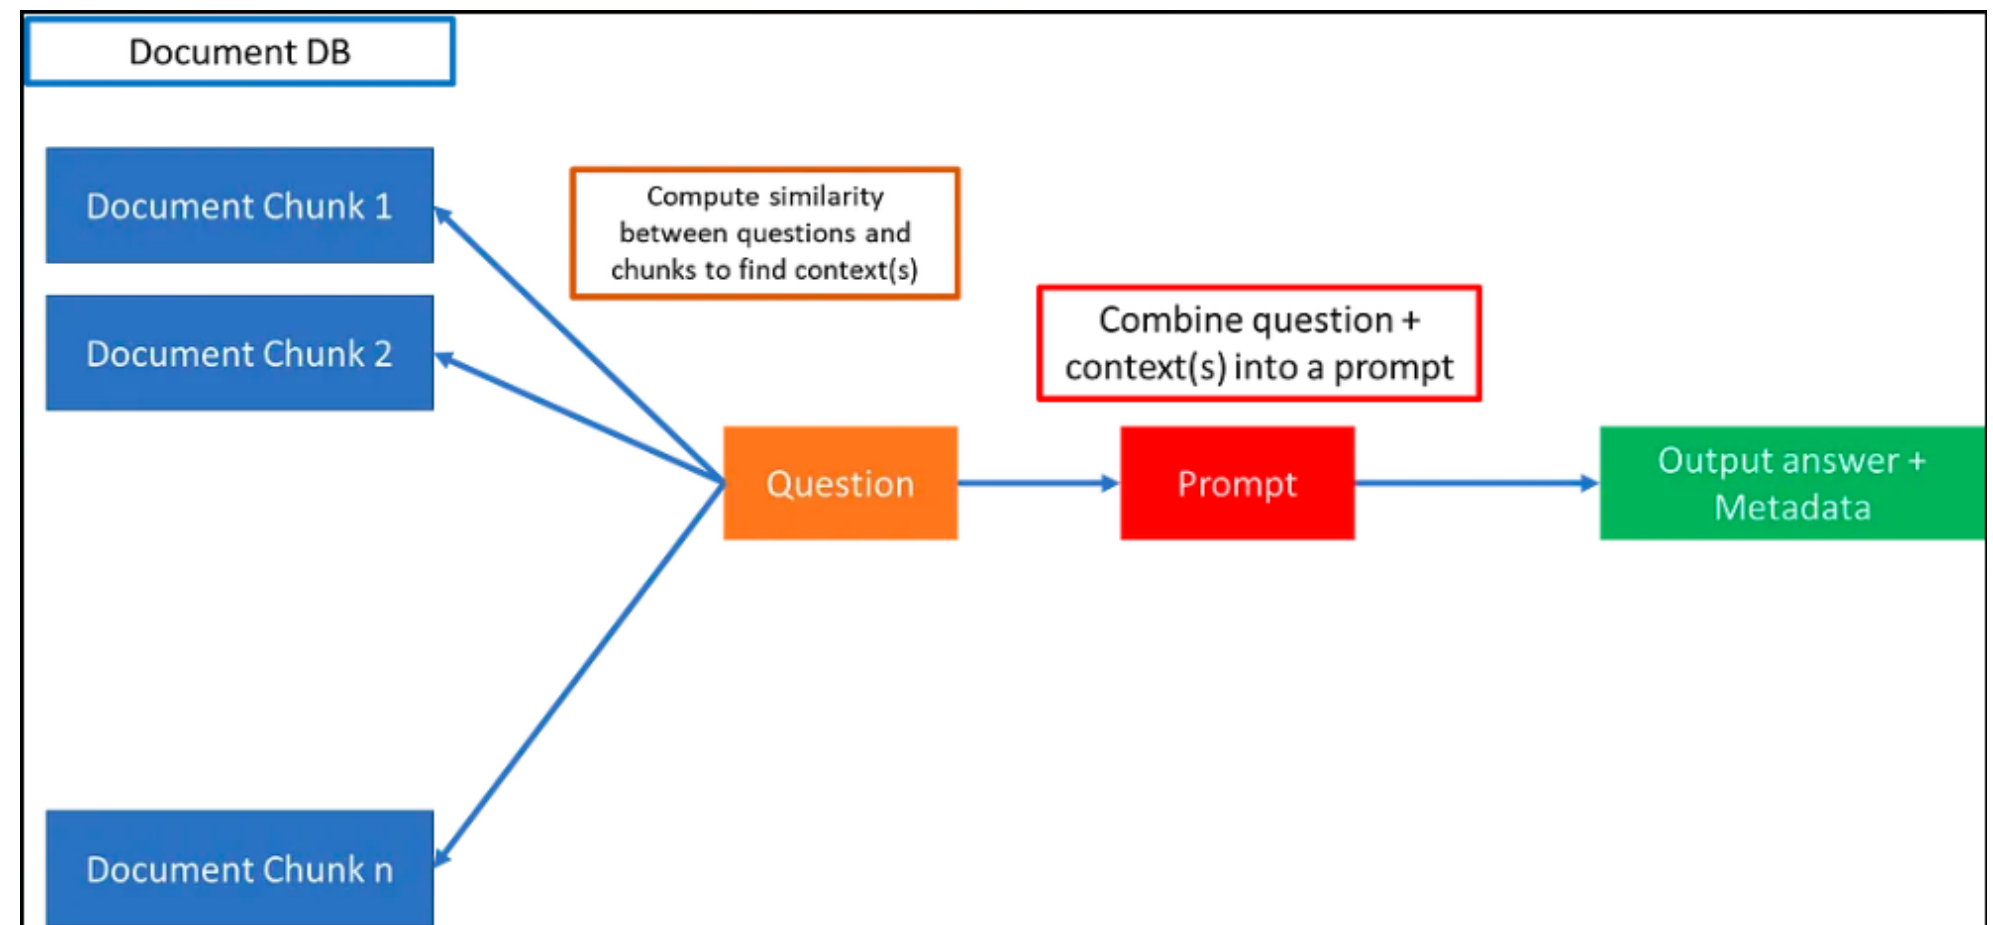 Document DB
Document Chunk 1
Document Chunk 2
Document Chunk n
Compute similarity
between questions and
chunks to find context(s)
Question
Combine question +
context(s) into a prompt
Prompt
Output answer +
Metadata